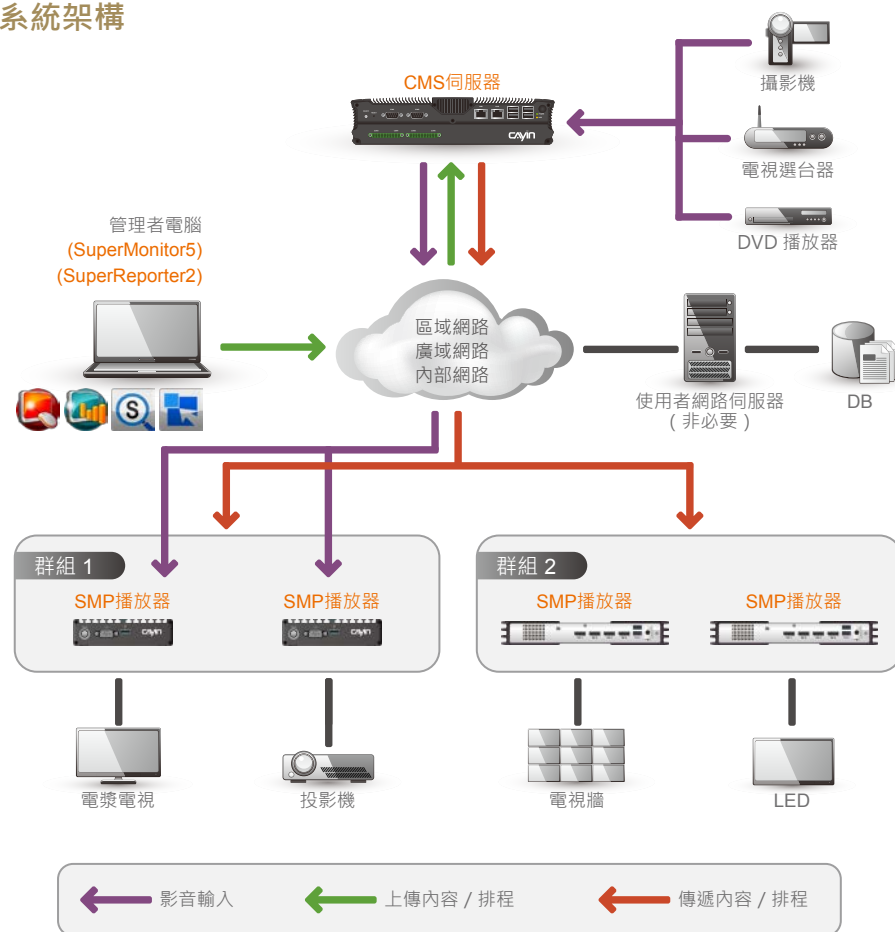 系統架構
CMS伺服器
CAYIN
攝影機
電視選台器
DVD 播放器
管理者電腦
(SuperMonitor5)
(SuperReporter2)
S
區域網路
廣域網路
內部網路
使用者網路伺服器
( 非必要 )
DB
群組 1
SMP播放器
SMP播放器
CAYIN
CAYIN
群組 2
SMP播放器
SMP播放器
電漿電視
投影機
電視牆
LED
影音輸入
上傳內容 / 排程
傳遞內容 / 排程